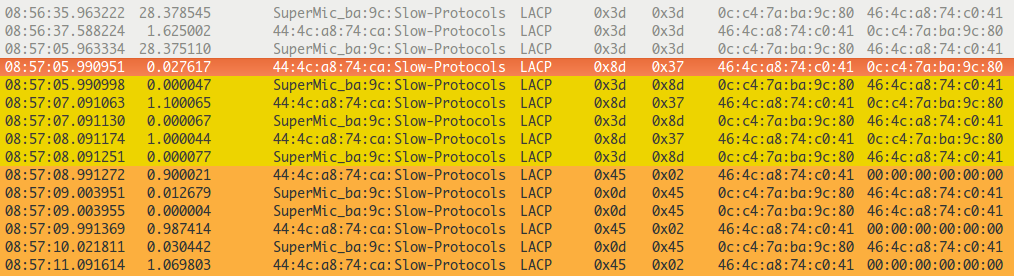 08:56:35.963222 28.378545 SuperMic_ba:9c:Slow-Protocols LACP 0x3d 0x3d 0c:c4:7a:ba:9c:80 46:4c:a8:74:c0:41
08:56:37.588224 1.625002 44:4c:a8:74:ca:Slow-Protocols LACP 0x3d 0x3d 46:4c:a8:74:c0:41 0c:c4:7a:ba:9c:80
08:57:05.963334 28.375110 SuperMic_ba:9c:Slow-Protocols LACP 0x3d 0x3d 0c:c4:7a:ba:9c:80 46:4c:a8:74:c0:41
08:57:05.990951 0.027617 44:4c:a8:74:ca:Slow-Protocols LACP 0x8d 0x37 46:4c:a8:74:c0:41 0c:c4:7a:ba:9c:80
08:57:05.990998 0.000047 SuperMic_ba:9c:Slow-Protocols LACP 0x3d 0x8d 0c:c4:7a:ba:9c:80 46:4c:a8:74:c0:41
08:57:07.091063 1.100065 44:4c:a8:74:ca:Slow-Protocols LACP 0x8d 0x37 46:4c:a8:74:c0:41 0c:c4:7a:ba:9c:80
08:57:07.091130 0.000067 SuperMic_ba:9c:Slow-Protocols LACP 0x3d 0x8d 0c:c4:7a:ba:9c:80 46:4c:a8:74:c0:41
08:57:08.091174 1.000044 44:4c:a8:74:ca:Slow-Protocols LACP 0x8d 0x37 46:4c:a8:74:c0:41 0c:c4:7a:ba:9c:80
08:57:08.091251 0.000077 SuperMic_ba:9c:Slow-Protocols LACP 0x3d 0x8d 0c:c4:7a:ba:9c:80 46:4c:a8:74:c0:41
08:57:08.991272 0.900021 44:4c:a8:74:ca:Slow-Protocols LACP 0x45 0x02 46:4c:a8:74:c0:41 00:00:00:00:00:00
08:57:09.003951 0.012679 SuperMic_ba:9c:Slow-Protocols LACP 0x0d 0x45 0c:c4:7a:ba:9c:80 46:4c:a8:74:c0:41
08:57:09.003955 0.000004 SuperMic_ba:9c:Slow-Protocols LACP 0x0d 0x45 0c:c4:7a:ba:9c:80 46:4c:a8:74:c0:41
08:57:09.991369 0.987414 44:4c:a8:74:ca:Slow-Protocols LACP 0x45 0x02 46:4c:a8:74:c0:41 00:00:00:00:00:00
08:57:10.021811 0.030442 SuperMic_ba:9c:Slow-Protocols LACP 0x0d 0x45 0c:c4:7a:ba:9c:80 46:4c:a8:74:c0:41
08:57:11.091614 1.069803 44:4c:a8:74:ca:Slow-Protocols LACP 0x45 0x02 46:4c:a8:74:c0:41 00:00:00:00:00:00